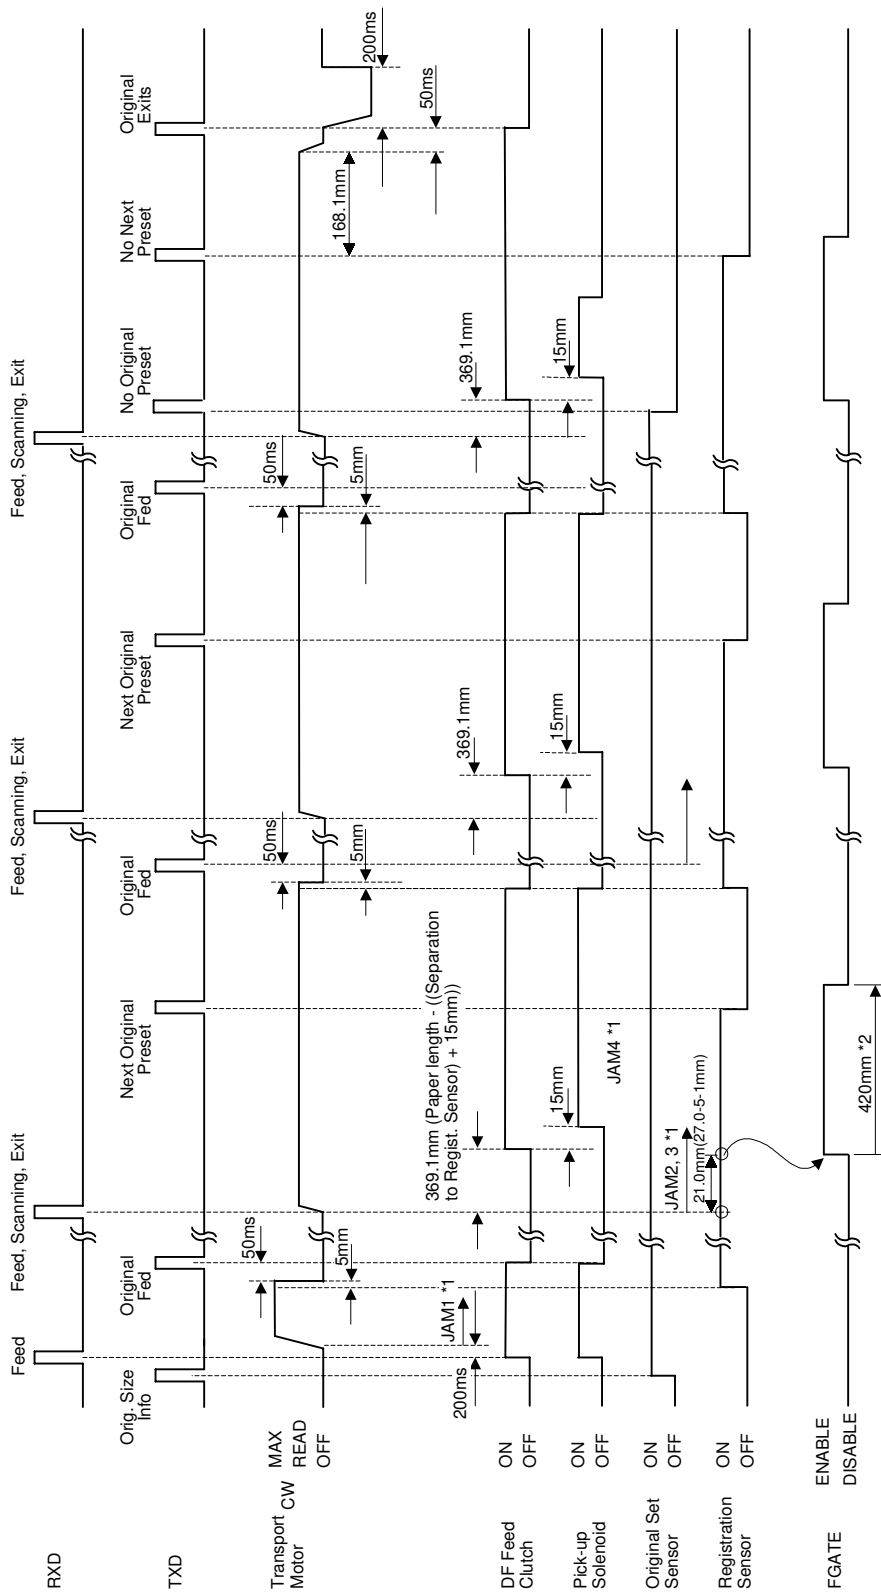 RXD
Feed
Feed, Scanning, Exit
Feed, Scanning, Exit
Feed, Scanning, Exit
TXD
Orig. Size
Info
Original
Fed
Next Original
Preset
Original
Fed
Next Original
Preset
Original
Fed
No Original
Preset
No Next
Preset
Original
Exits
Transport
Motor
CW
MAX
READ
OFF
50ms
5mm
50ms
5mm
50ms
5mm
168.1mm
50ms
200ms
200ms
JAM1 *1
369.1mm (Paper length - ((Separation
to Regist. Sensor) + 15mm))
369.1mm
369.1mm
DF Feed
Clutch
ON
OFF
15mm
15mm
15mm
Pick-up
Solenoid
ON
OFF
JAM4 *1
Original Set
Sensor
ON
OFF
JAM2, 3 *1
21.0mm(27.0-5-1mm)
Registration
Sensor
ON
OFF
FGATE
ENABLE
DISABLE
420mm *2